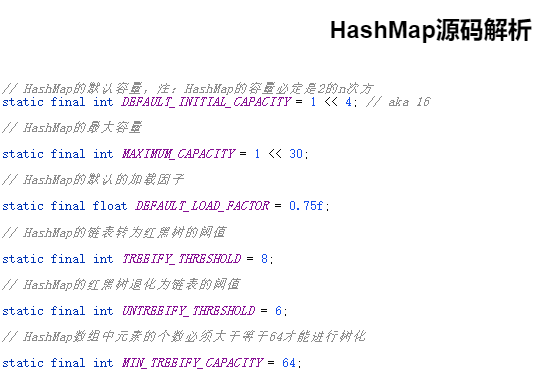 HashMap源码解析
// HashMap的默认容量，注：HashMap的容量必定是2的n次方
static final int DEFAULT_INITIAL_CAPACITY = 1 << 4; // aka 16
// HashMap的最大容量
static final int MAXIMUM_CAPACITY = 1 << 30;
// HashMap的默认的加载因子
static final float DEFAULT_LOAD_FACTOR = 0.75f;
// HashMap的链表转为红黑树的阈值
static final int TREEIFY_THRESHOLD = 8;
// HashMap的红黑树退化为链表的阈值
static final int UNTREEIFY_THRESHOLD = 6;
// HashMap数组中元素的个数必须大于等于64才能进行树化
static final int MIN_TREEIFY_CAPACITY = 64;